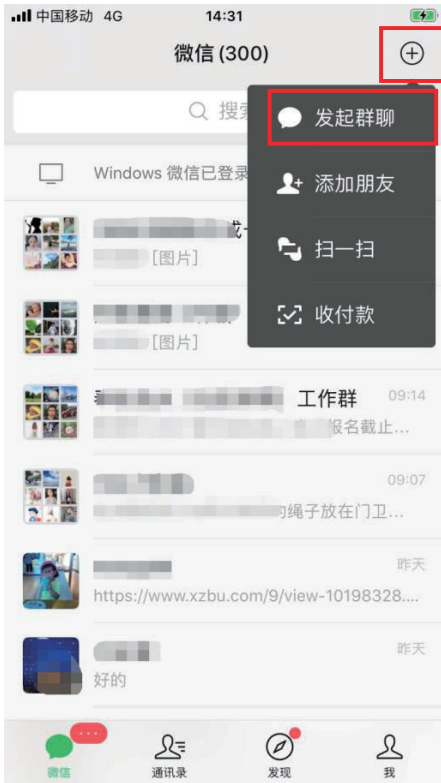 中国移动 4G 14:31
微信(300)
搜
发起群聊
Windows 微信已登录
添加朋友
扫一扫
[图片]
收付款
[图片]
工作群 09:14
报名截止...
09:07
的绳子放在门卫...
昨天
https://www.xzbu.com/9/view-10198328....
昨天
好的
微信 通讯录 发现 我